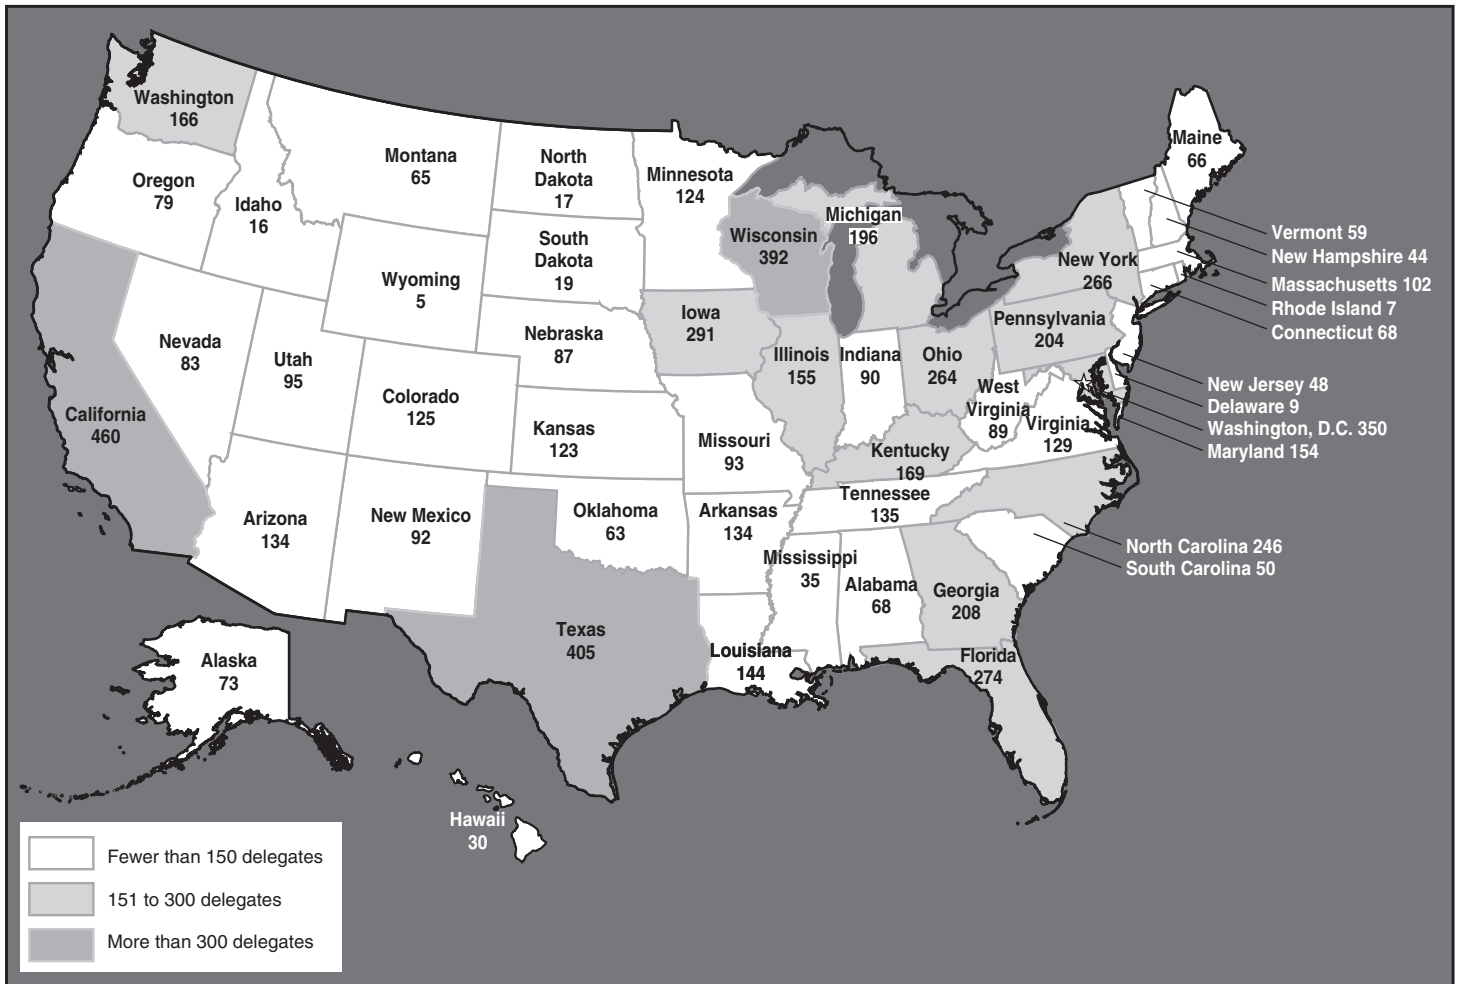 Washington
166
Oregon
79
Idaho
16
Montana
65
North
Dakota
17
Minnesota
124
South
Dakota
19
Wyoming
5
Wisconsin
392
Michigan
196
Maine
66
Vermont 59
New Hampshire 44
Massachusetts 102
Rhode Island 7
Connecticut 68
New York
266
Pennsylvania
204
Nevada
83
Utah
95
Nebraska
87
Iowa
291
Illinois
155
Indiana
90
Ohio
264
West
Virginia
89
Virginia
129
New Jersey 48
Delaware 9
Washington, D.C. 350
Maryland 154
California
460
Colorado
125
Kansas
123
Missouri
93
Kentucky
169
Tennessee
135
North Carolina 246
South Carolina 50
Arizona
134
New Mexico
92
Oklahoma
63
Arkansas
134
Mississippi
35
Alabama
68
Georgia
208
Texas
405
Louisiana
144
Florida
274
Alaska
73
Hawaii
30
Fewer than 150 delegates
151 to 300 delegates
More than 300 delegates